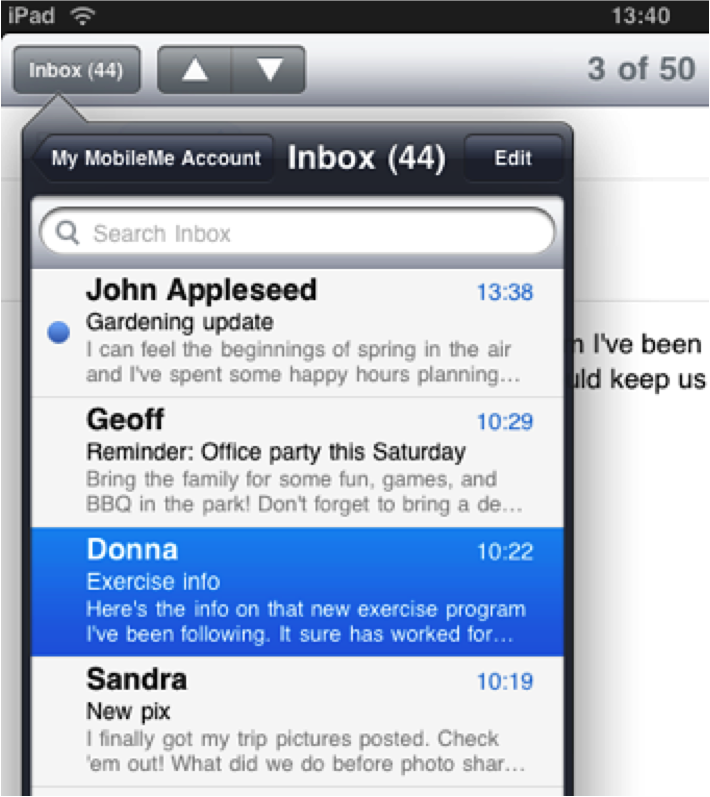 iPad 13:40
Inbox (44) 3 of 50
My MobileMe Account Inbox (44) Edit
Search Inbox
John Appleseed 13:38
Gardening update
I can feel the beginnings of spring in the air
and I've spent some happy hours planning...
Geoff 10:29
Reminder: Office party this Saturday
Bring the family for some fun, games, and
BBQ in the park! Don't forget to bring a de...
Donna 10:22
Exercise info
Here's the info on that new exercise program
I've been following. It sure has worked for...
Sandra 10:19
New pix
I finally got my trip pictures posted. Check
'em out! What did we do before photo shar...
I've been
keep us